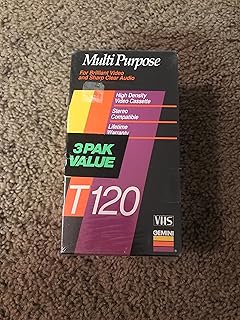 Multi Purpose
For Brilliant Video
and Sharp Clear Audio
High Density
Video Cassette
Stereo
Compatible
Lifetime
Warranty
3 PAK
VALUE
T120
VHS
GEMINI